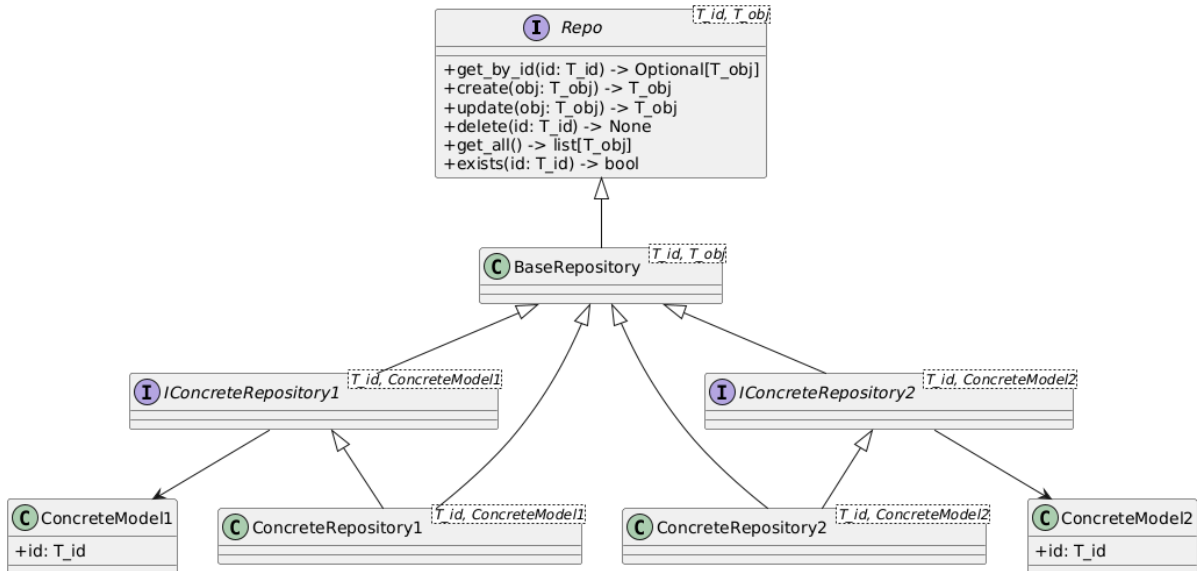 T_id, T_obj
I Repo
+get_by_id(id: T_id) -> Optional[T_obj]
+create(obj: T_obj) -> T_obj
+update(obj: T_obj) -> T_obj
+delete(id: T_id) -> None
+get_all() -> list[T_obj]
+exists(id: T_id) -> bool
T_id, T_obj
C BaseRepository
T_id, ConcreteModel1
I IConcreteRepository1
T_id, ConcreteModel2
I IConcreteRepository2
C ConcreteModel1
+id: T_id
T_id, ConcreteModel1
C ConcreteRepository1
T_id, ConcreteModel2
C ConcreteRepository2
C ConcreteModel2
+id: T_id